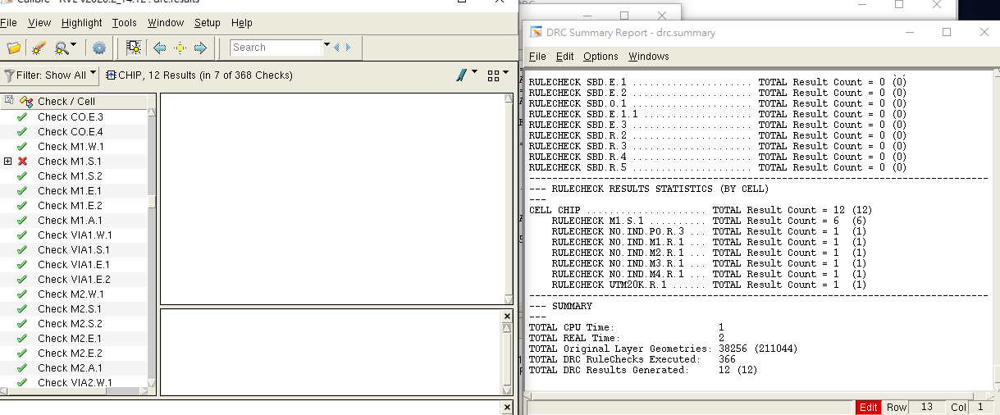 Calibre - RVE v2020.2_14.12 : drc.results
File View Highlight Tools Window Setup Help
Search
Filter: Show All CHIP, 12 Results (in 7 of 368 Checks)
Check / Cell
Check CO.E.3
Check CO.E.4
Check M1.W.1
Check M1.S.1
Check M1.S.2
Check M1.E.1
Check M1.E.2
Check M1.A.1
Check VIA1.W.1
Check VIA1.S.1
Check VIA1.E.1
Check VIA1.E.2
Check M2.W.1
Check M2.S.1
Check M2.S.2
Check M2.E.1
Check M2.E.2
Check M2.A.1
Check VIA2.W.1
DRC Summary Report - drc.summary
File Edit Options Windows
RULECHECK SBD.E.1 ..................... TOTAL Result Count = 0 (0)
RULECHECK SBD.E.2 ..................... TOTAL Result Count = 0 (0)
RULECHECK SBD.O.1 ..................... TOTAL Result Count = 0 (0)
RULECHECK SBD.E.1.1 ................... TOTAL Result Count = 0 (0)
RULECHECK SBD.E.3 ..................... TOTAL Result Count = 0 (0)
RULECHECK SBD.R.2 ..................... TOTAL Result Count = 0 (0)
RULECHECK SBD.R.3 ..................... TOTAL Result Count = 0 (0)
RULECHECK SBD.R.4 ..................... TOTAL Result Count = 0 (0)
RULECHECK SBD.R.5 ..................... TOTAL Result Count = 0 (0)
--- RULECHECK RESULTS STATISTICS (BY CELL)
---
CELL CHIP ..................... TOTAL Result Count = 12 (12)
RULECHECK M1.S.1 .......... TOTAL Result Count = 6 (6)
RULECHECK NO.IND.PO.R.3 ... TOTAL Result Count = 1 (1)
RULECHECK NO.IND.M1.R.1 ... TOTAL Result Count = 1 (1)
RULECHECK NO.IND.M2.R.1 ... TOTAL Result Count = 1 (1)
RULECHECK NO.IND.M3.R.1 ... TOTAL Result Count = 1 (1)
RULECHECK NO.IND.M4.R.1 ... TOTAL Result Count = 1 (1)
RULECHECK UTM20K.R.1 ...... TOTAL Result Count = 1 (1)
--- SUMMARY
---
TOTAL CPU Time: 1
TOTAL REAL Time: 2
TOTAL Original Layer Geometries: 38256 (211044)
TOTAL DRC RuleChecks Executed: 366
TOTAL DRC Results Generated: 12 (12)
Edit Row 13 Col 1